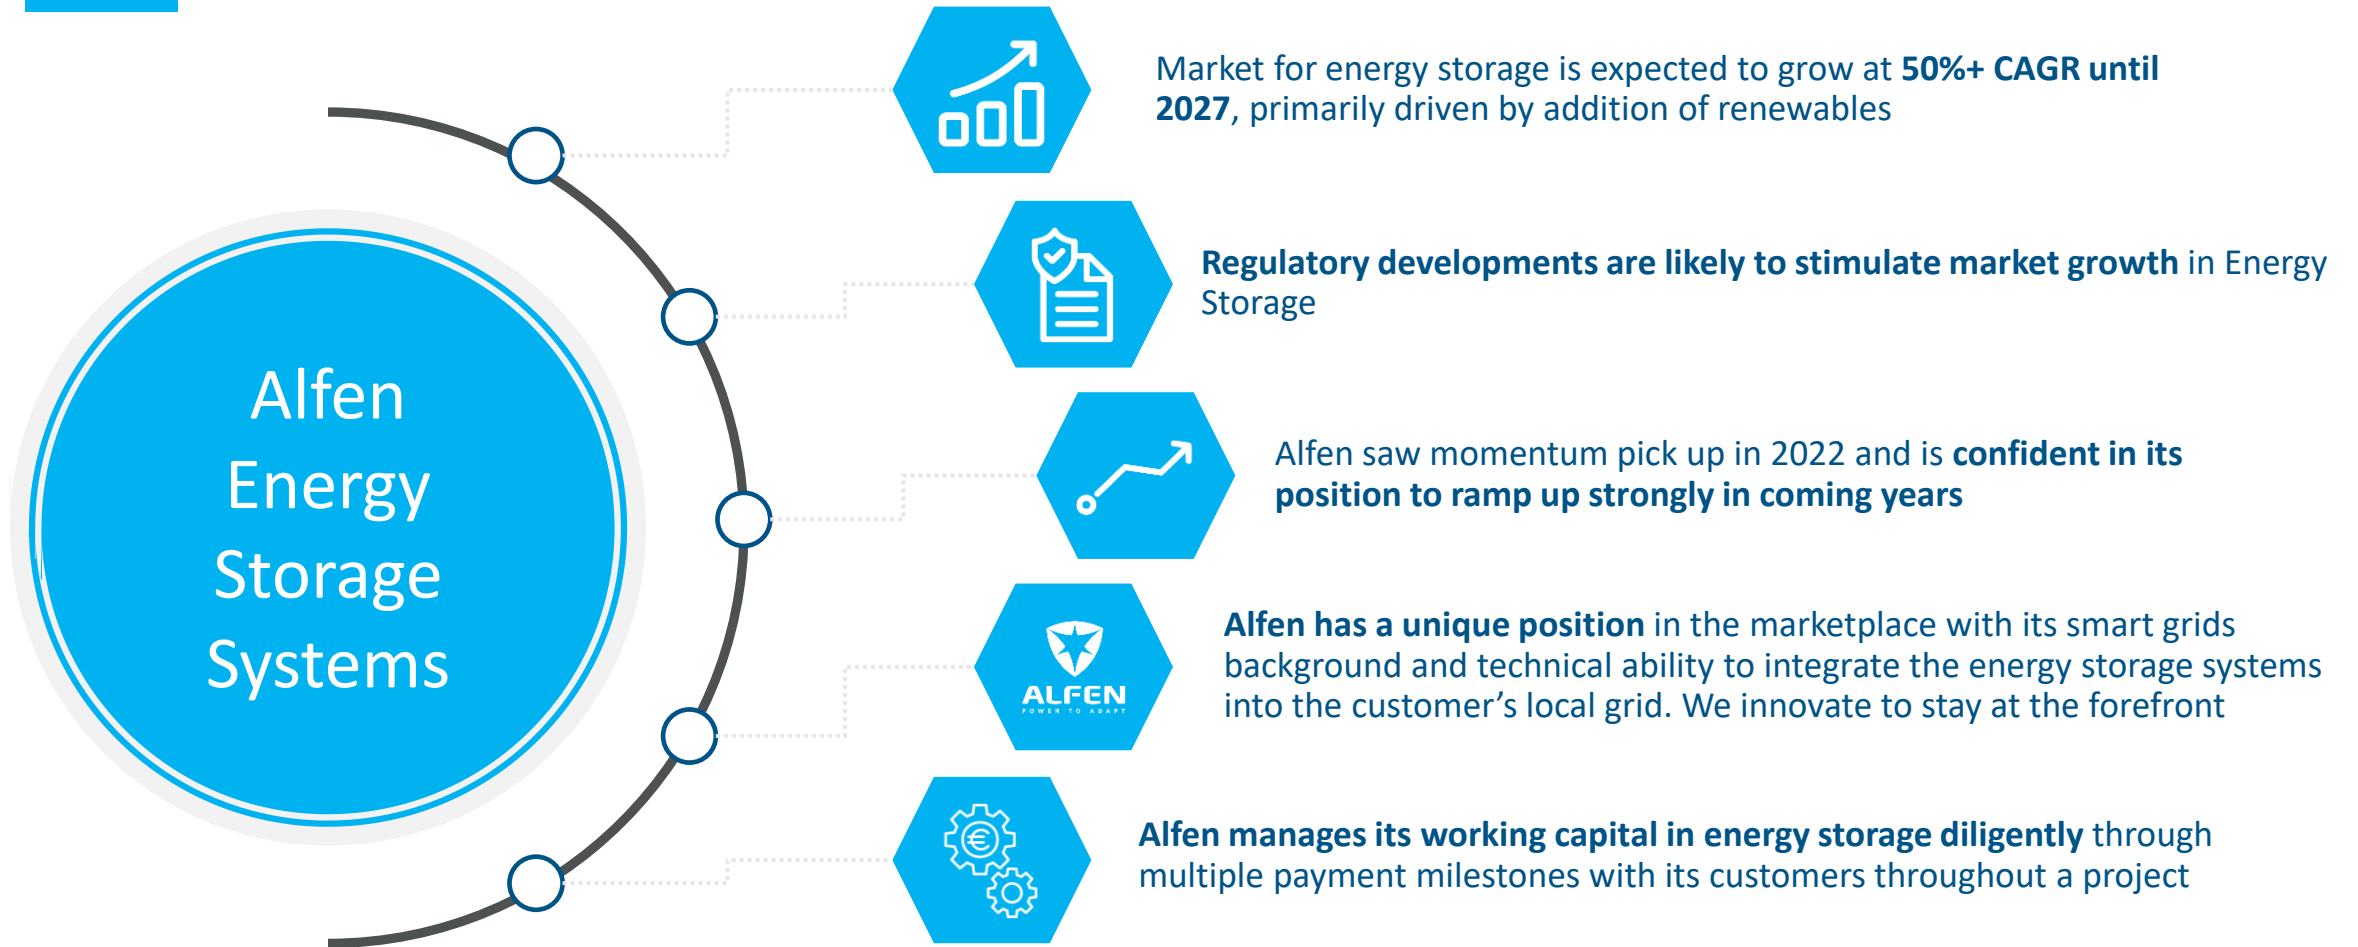 Alfen
Energy
Storage
Systems
Market for energy storage is expected to grow at 50%+ CAGR until
2027, primarily driven by addition of renewables
Regulatory developments are likely to stimulate market growth in Energy
Storage
Alfen saw momentum pick up in 2022 and is confident in its
position to ramp up strongly in coming years
ALFEN
POWER TO ADAPT
Alfen has a unique position in the marketplace with its smart grids
background and technical ability to integrate the energy storage systems
into the customer’s local grid. We innovate to stay at the forefront
€
Alfen manages its working capital in energy storage diligently through
multiple payment milestones with its customers throughout a project